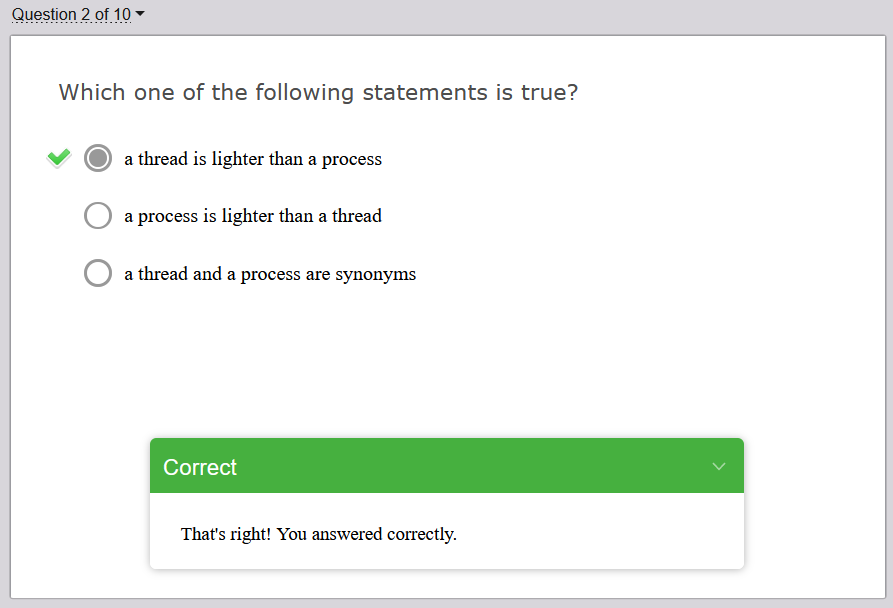 Question 2 of 10
Which one of the following statements is true?
a thread is lighter than a process
a process is lighter than a thread
a thread and a process are synonyms
Correct
That's right! You answered correctly.